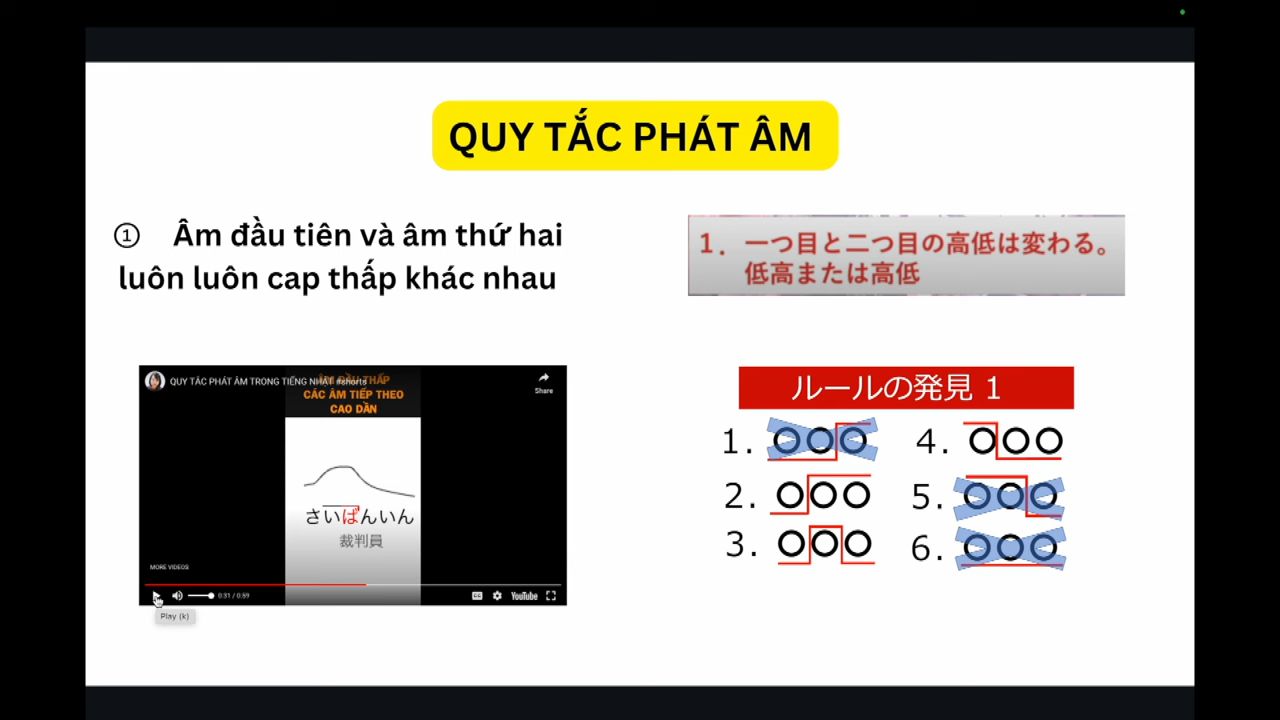 QUY TẮC PHÁT ÂM
① Âm đầu tiên và âm thứ hai
luôn luôn cap thấp khác nhau
1. 一つ目と二つ目の高低は変わる。
低高または高低
QUY TẮC PHÁT ÂM TRONG TIẾNG NHẬT #shorts
Share
ÂM ĐẦU THẤP
CÁC ÂM TIẾP THEO
CAO DẦN
さいばんいん
裁判員
MORE VIDEOS
0:31 / 0:59
CC
YouTube
Play (k)
ルールの発見 1
1. ○○○
2. ○○○
3. ○○○
4. ○○○
5. ○○○
6. ○○○